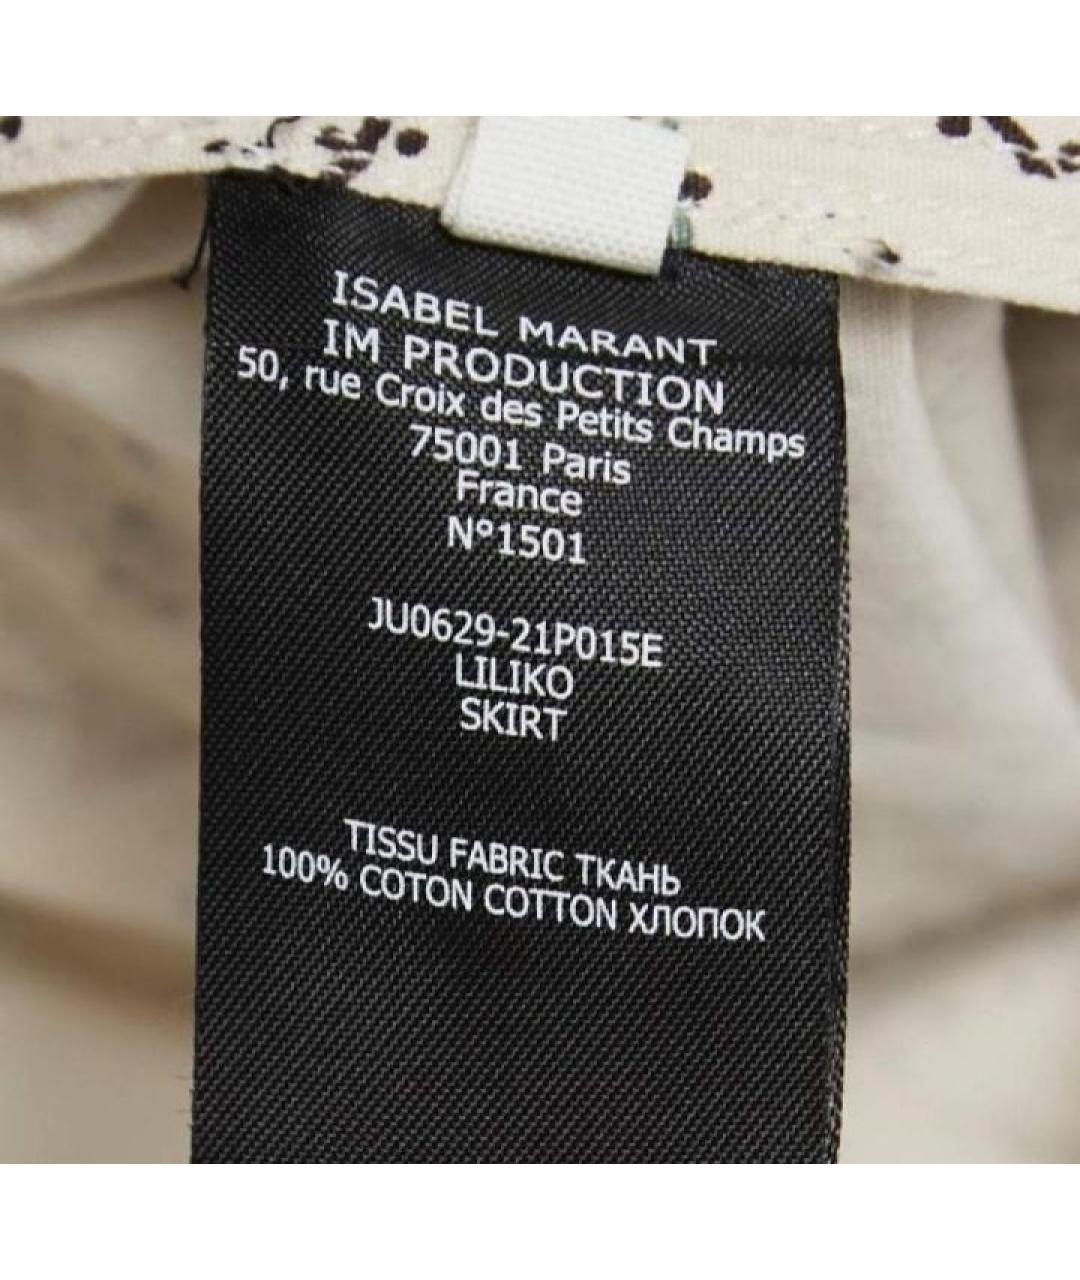 ISABEL MARANT
IM PRODUCTION
50, rue Croix des Petits Champs
75001 Paris
France
N°1501
JU0629-21P015E
LILIKO
SKIRT
TISSU FABRIC ТКАНЬ
100% COTON COTTON ХЛОПОК